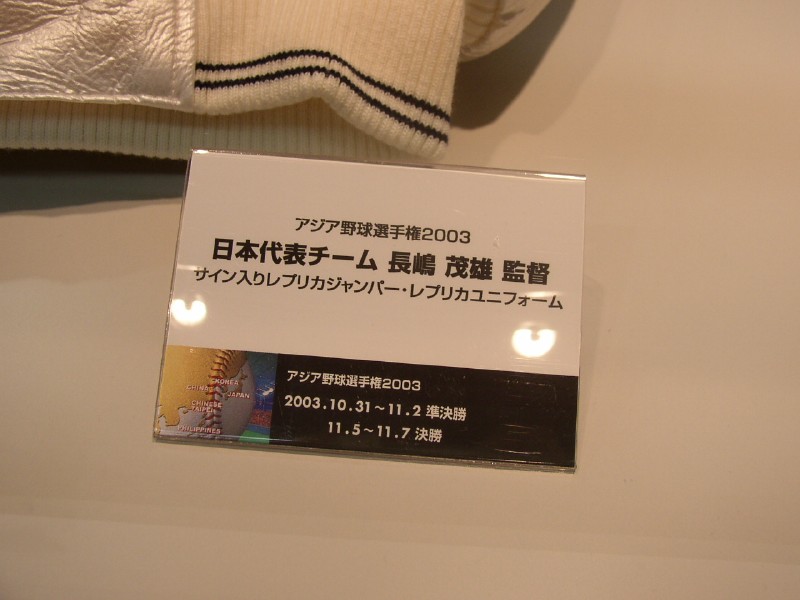 アジア野球選手権2003
日本代表チーム 長嶋 茂雄 監督
サイン入りレプリカジャンパー・レプリカユニフォーム
アジア野球選手権2003
2003.10.31～11.2 準決勝
11.5～11.7 決勝
KOREA
CHINA
JAPAN
CHINESE
TAIPEI
PHILIPPINES